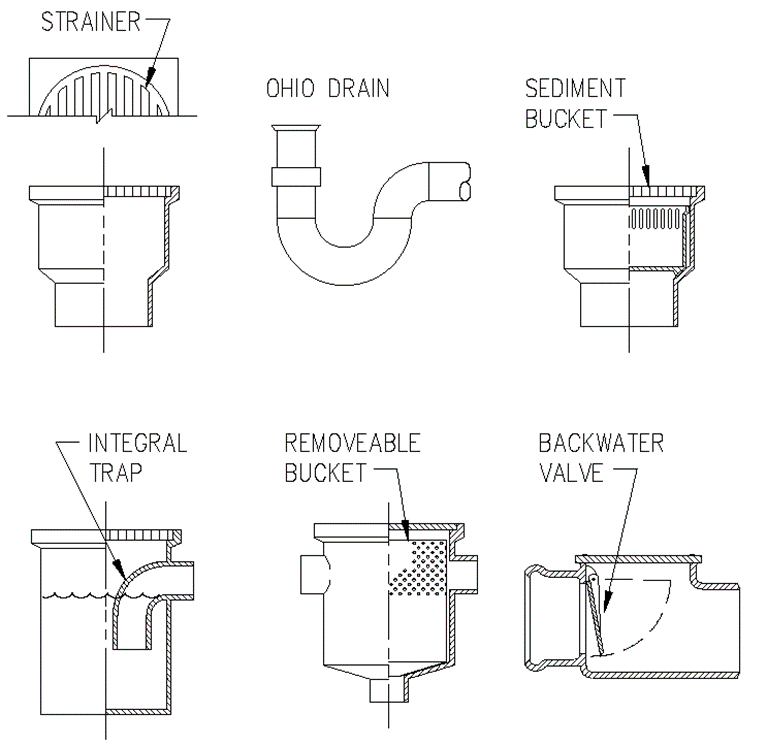 STRAINER
OHIO DRAIN
SEDIMENT
BUCKET
INTEGRAL
TRAP
REMOVEABLE
BUCKET
BACKWATER
VALVE